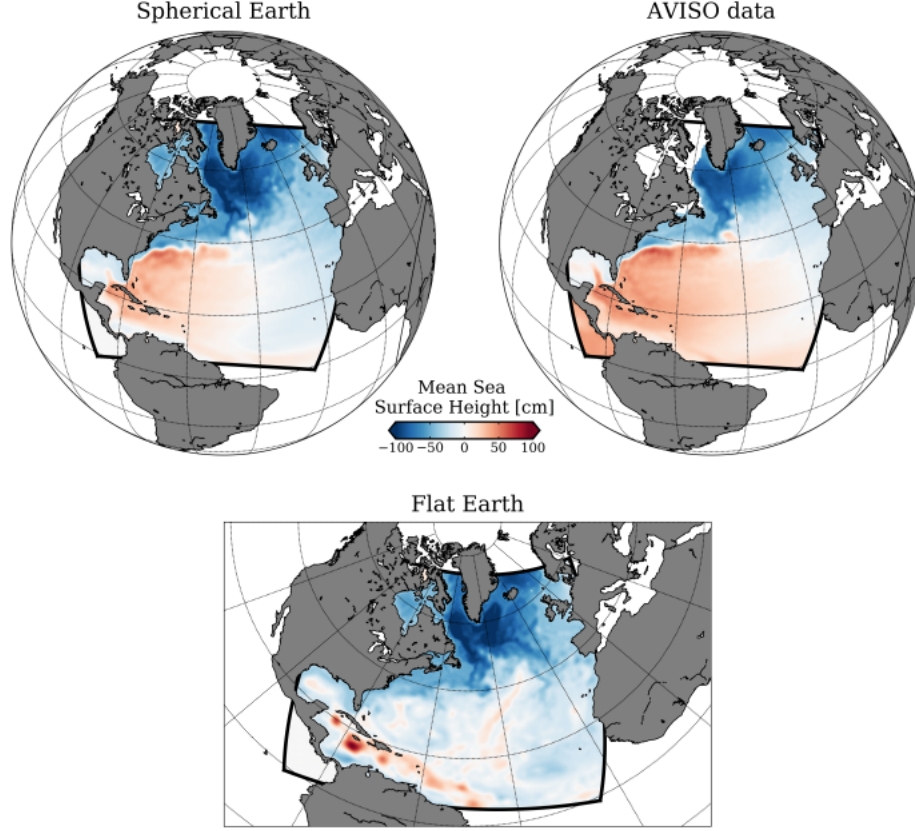 Spherical Earth
AVISO data
Mean Sea
Surface Height [cm]
−100 −50 0 50 100
Flat Earth